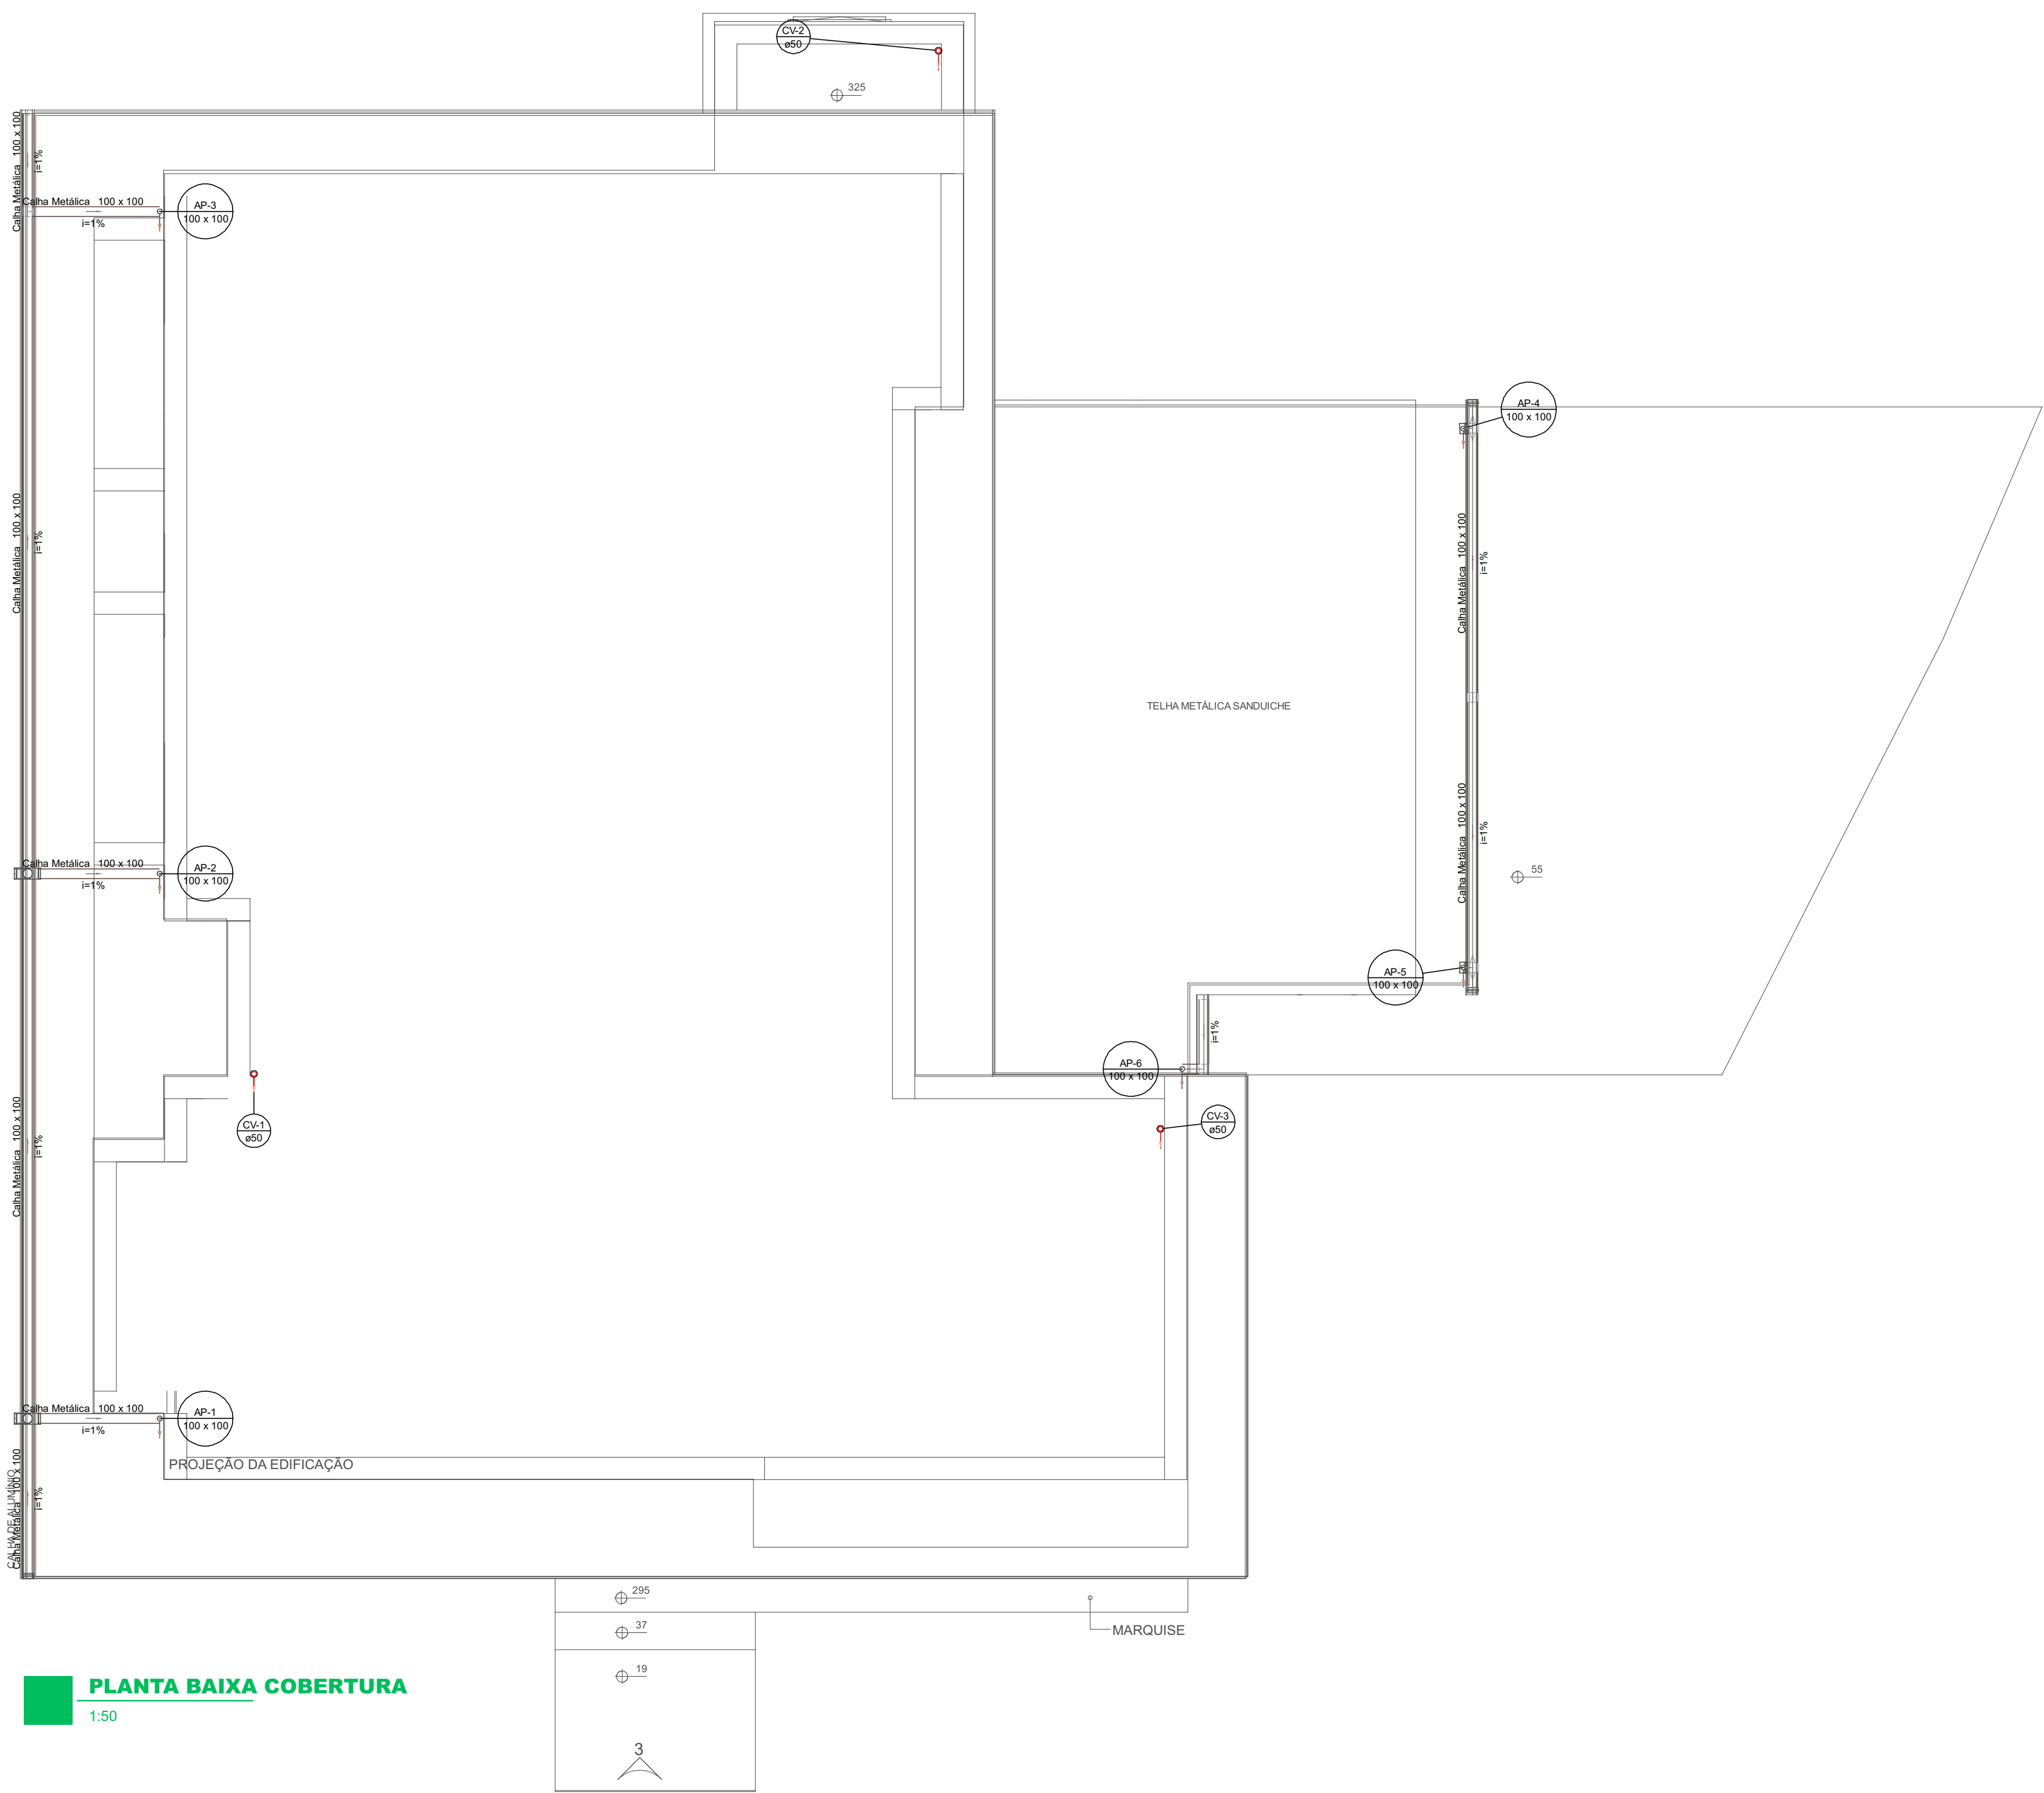 CV-2
ø50
325
Calha Metálica   100 x 100
i=1%
Calha Metálica   100 x 100
i=1%
AP-3
100 x 100
AP-4
100 x 100
Calha Metálica   100 x 100
i=1%
Calha Metálica   100 x 100
i=1%
TELHA METÁLICA SANDUICHE
Calha Metálica   100 x 100
i=1%
Calha Metálica   100 x 100
i=1%
AP-2
100 x 100
55
AP-5
100 x 100
i=1%
AP-6
100 x 100
CV-1
ø50
CV-3
ø50
Calha Metálica   100 x 100
i=1%
Calha Metálica   100 x 100
i=1%
AP-1
100 x 100
PROJEÇÃO DA EDIFICAÇÃO
CALHA DE ALUMÍNIO
Calha Metálica   100 x 100
i=1%
295
37
MARQUISE
19
PLANTA BAIXA COBERTURA
1:50
3